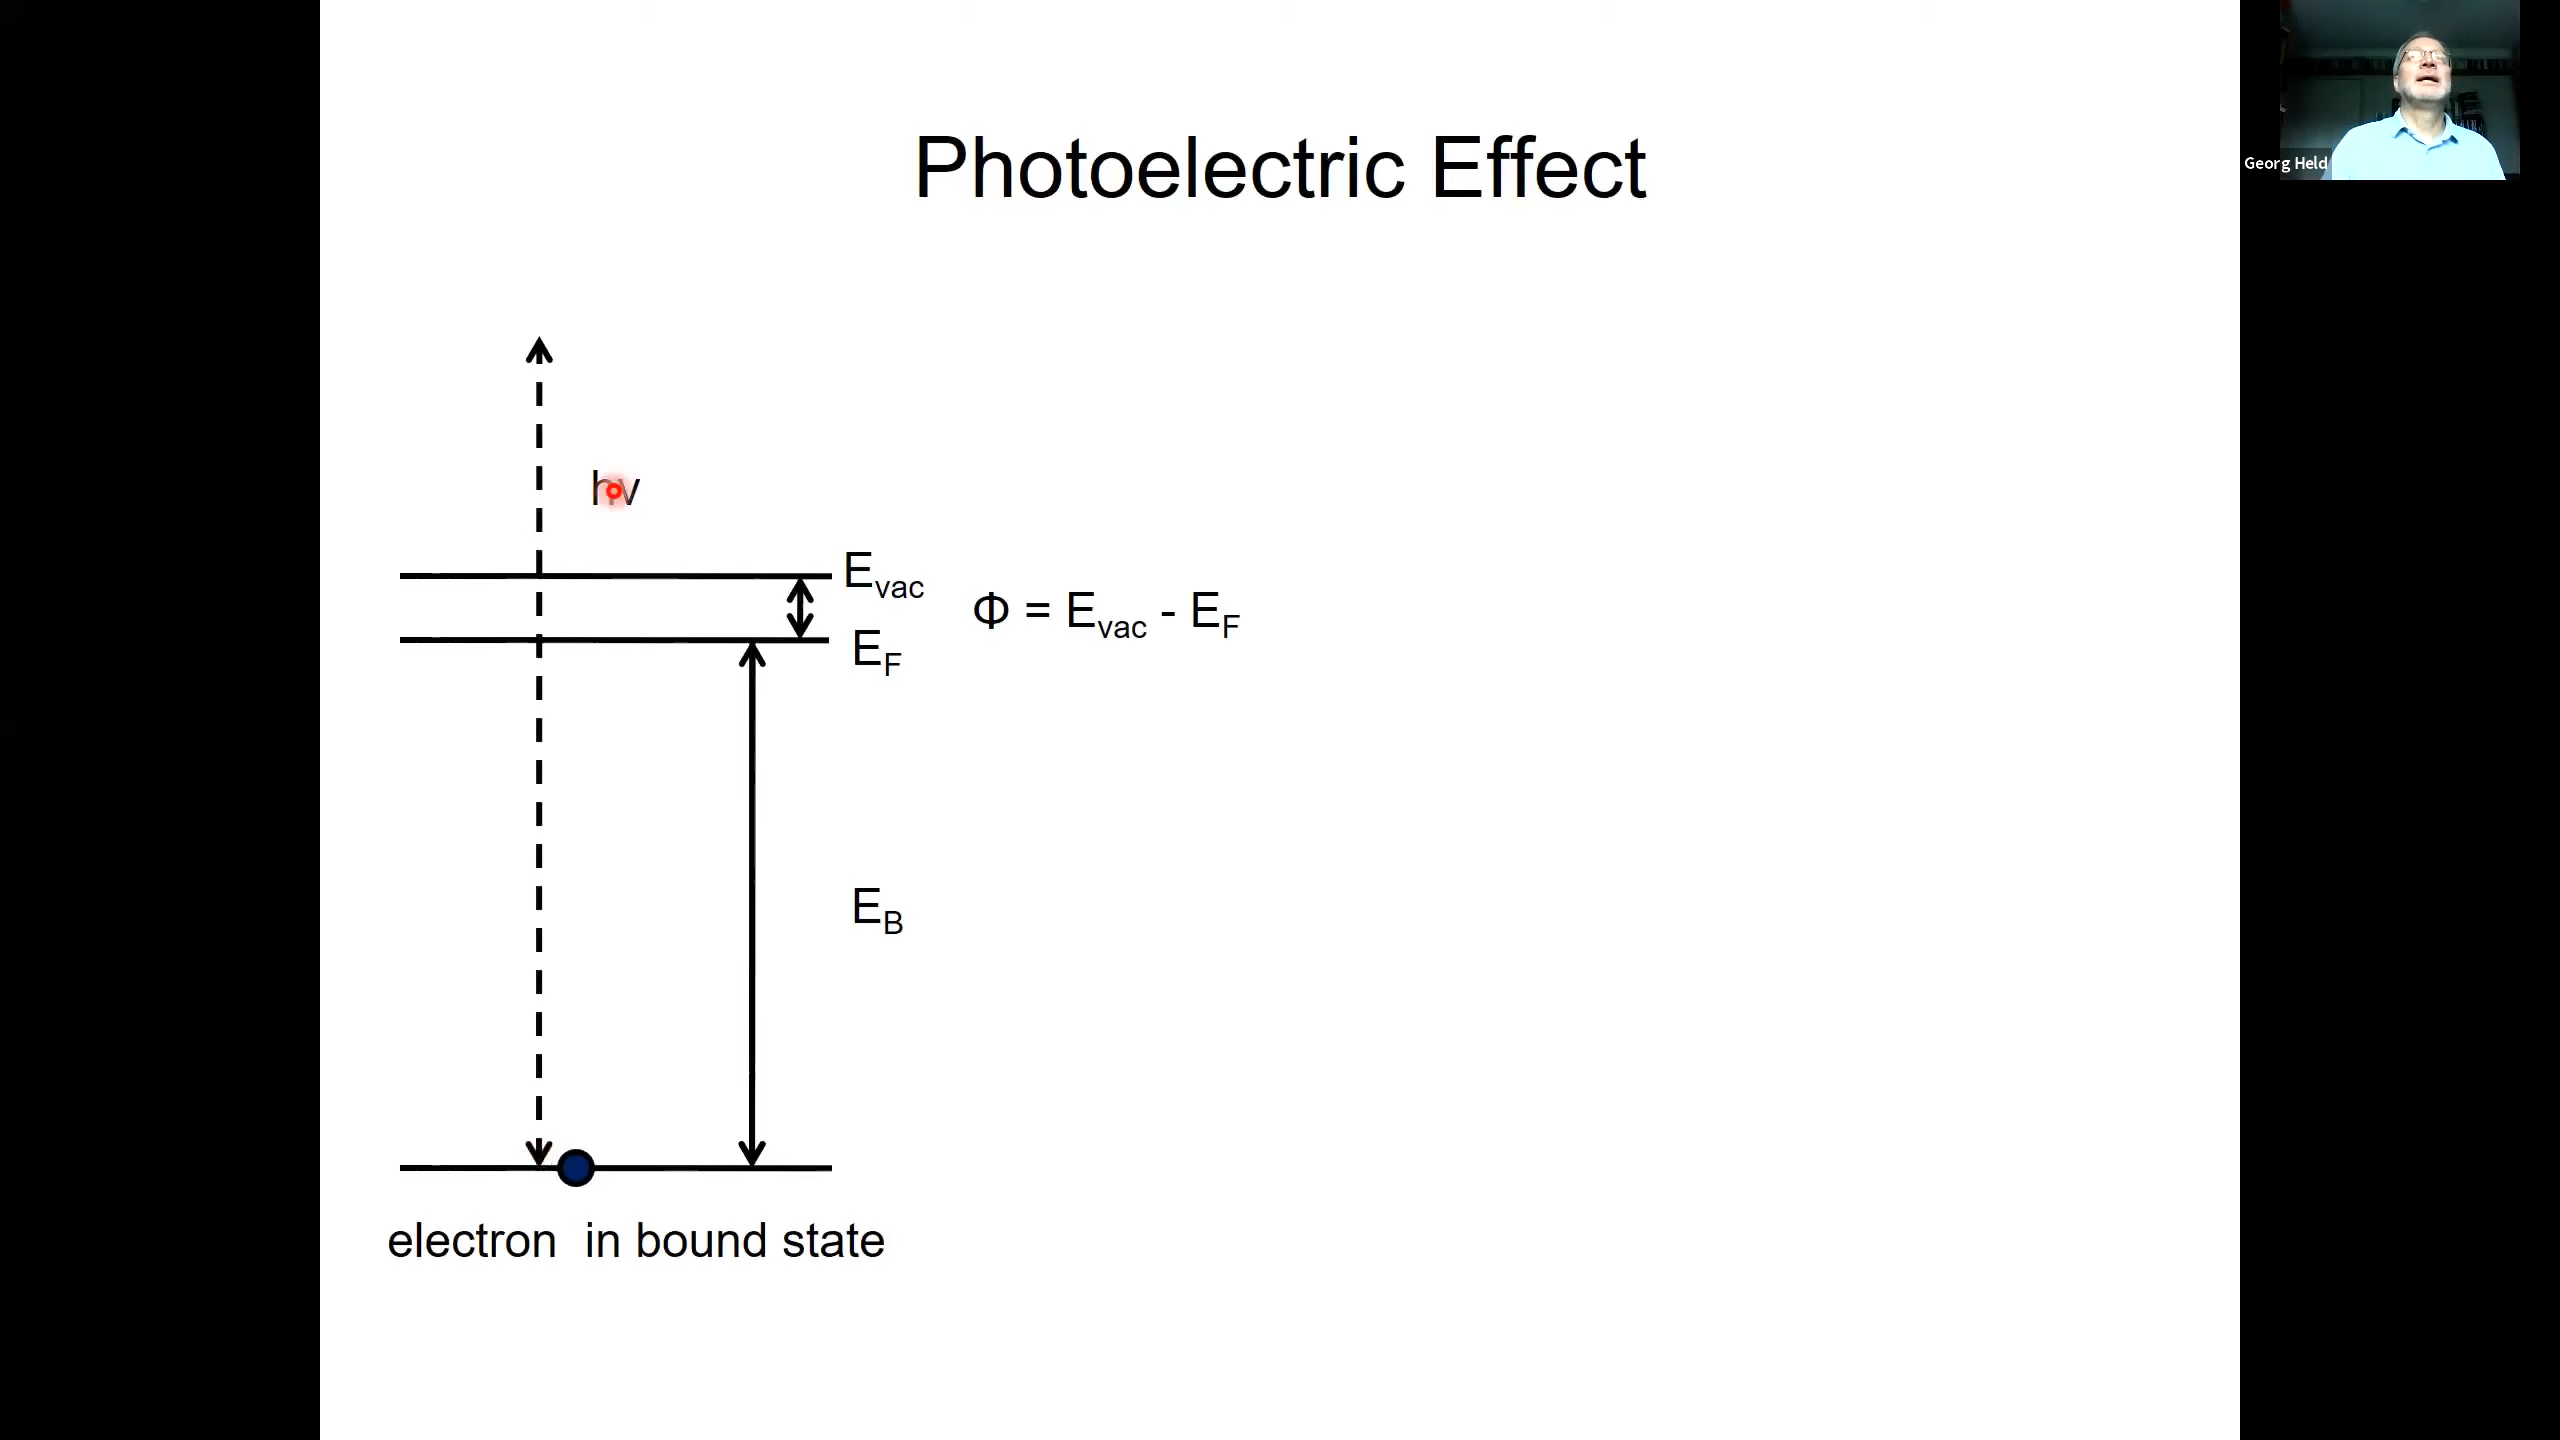 Photoelectric Effect
Georg Held
hν
E_vac
Φ = E_vac - E_F
E_F
E_B
electron in bound state